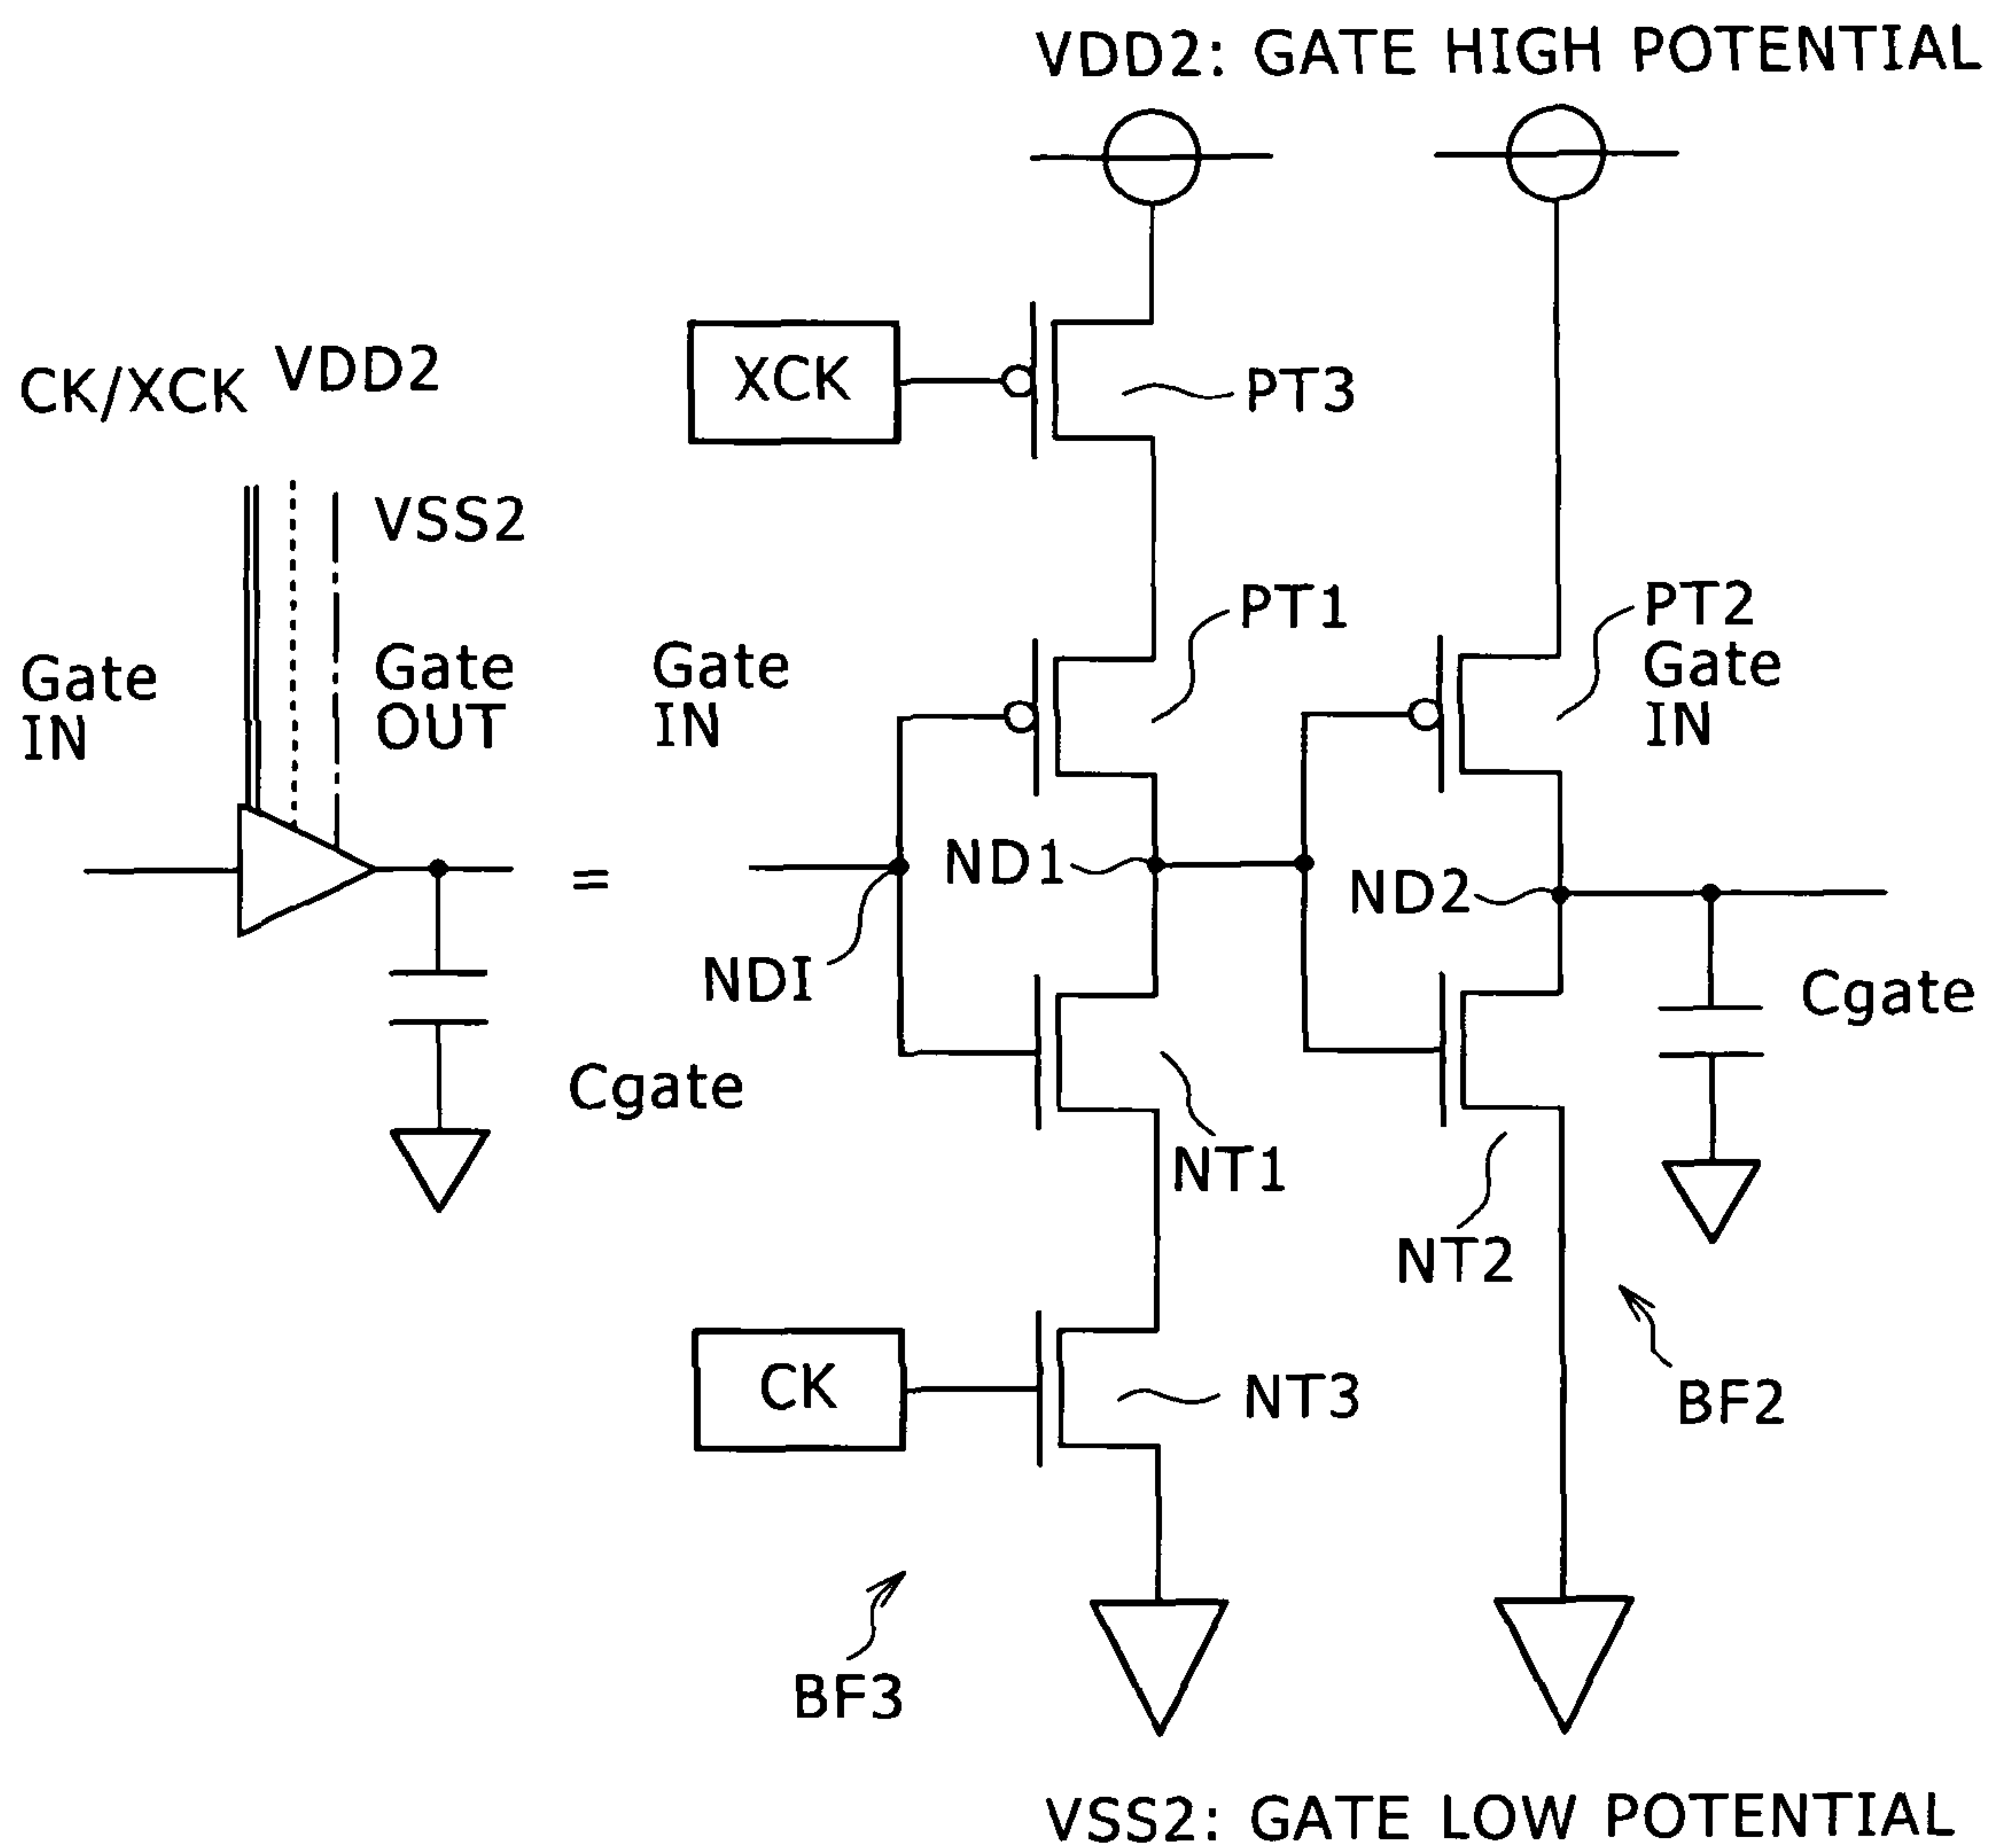 VDD2: GATE HIGH POTENTIAL
CK/XCK
VDD2
XCK
PT3
VSS2
Gate
IN
Gate
OUT
Gate
IN
PT1
PT2
Gate
IN
=
ND1
ND2
NDI
Cgate
Cgate
NT1
NT2
CK
NT3
BF2
BF3
VSS2: GATE LOW POTENTIAL